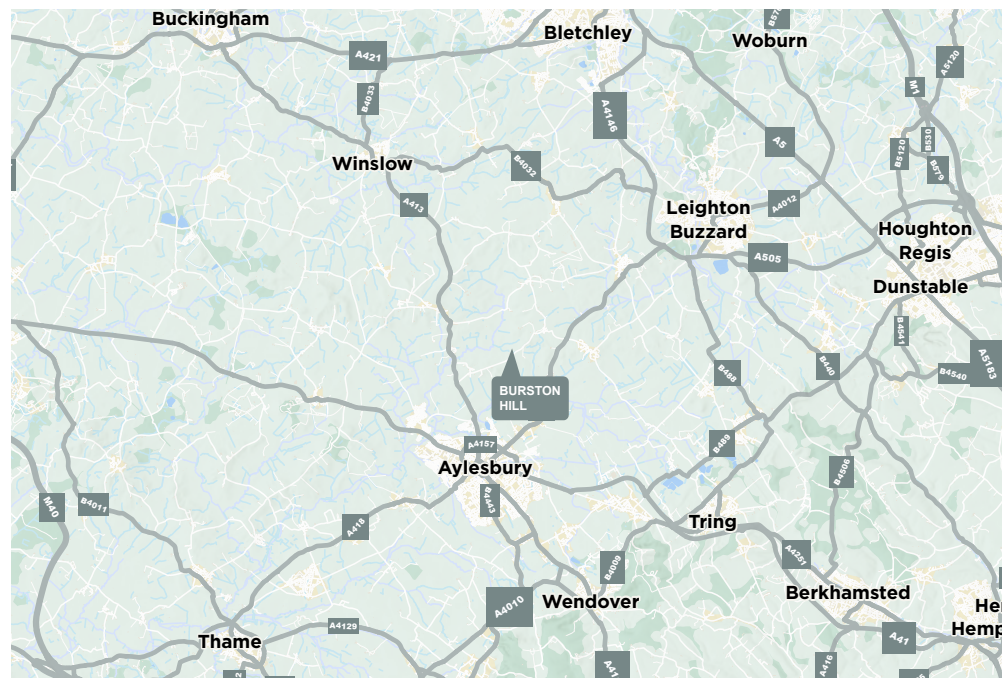 Buckingham
Bletchley
Woburn
A421
B4033
A4146
M1
A5120
A5
B5120
B530
B579
Winslow
B4032
A413
A4012
Leighton
Buzzard
Houghton
Regis
A505
Dunstable
B4541
A5183
B4540
B440
B488
BURSTON
HILL
A4157
Aylesbury
B489
B4506
B4443
M40
B4011
A418
Tring
A4251
B4009
Berkhamsted
Wendover
A4010
Thame
A4129
A41
A416